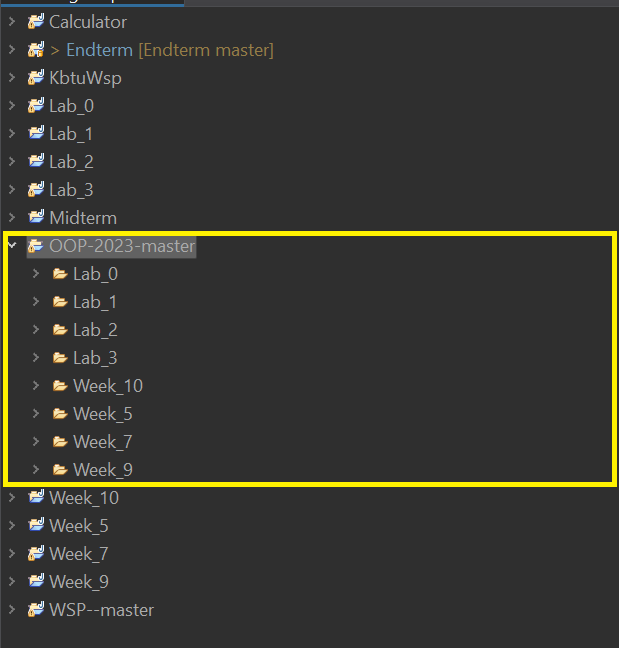 Calculator
> Endterm [Endterm master]
KbtuWsp
Lab_0
Lab_1
Lab_2
Lab_3
Midterm
OOP-2023-master
Lab_0
Lab_1
Lab_2
Lab_3
Week_10
Week_5
Week_7
Week_9
Week_10
Week_5
Week_7
Week_9
WSP--master